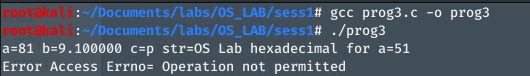 root@kali:~/Documents/labs/OS_LAB/sess1# gcc prog3.c -o prog3
root@kali:~/Documents/labs/OS_LAB/sess1# ./prog3
a=81 b=9.100000 c=p str=OS Lab hexadecimal for a=51
Error Access Errno= Operation not permitted